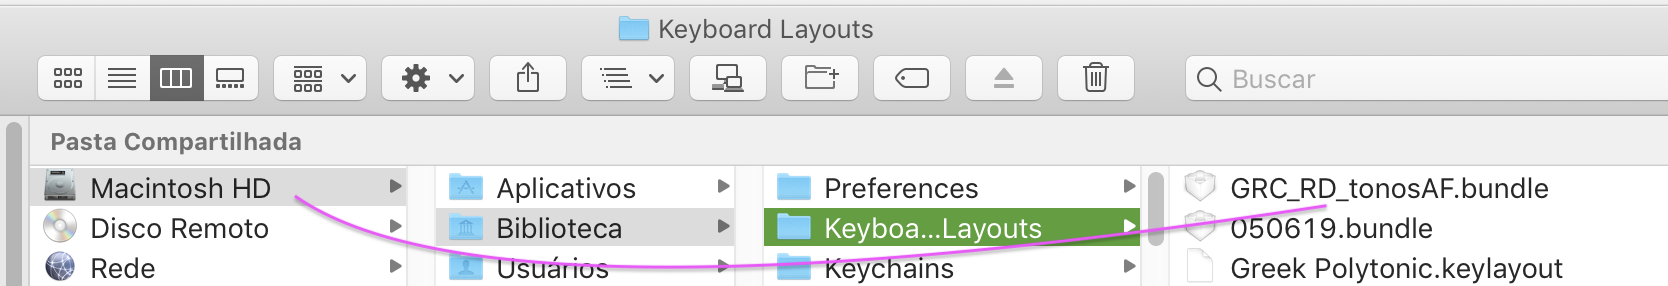 Keyboard Layouts
Buscar
Pasta Compartilhada
Macintosh HD Aplicativos Preferences GRC_RD_tonosAF.bundle
Disco Remoto Biblioteca Keyboa...Layouts 050619.bundle
Rede Usuários Keychains Greek Polytonic.keylayout